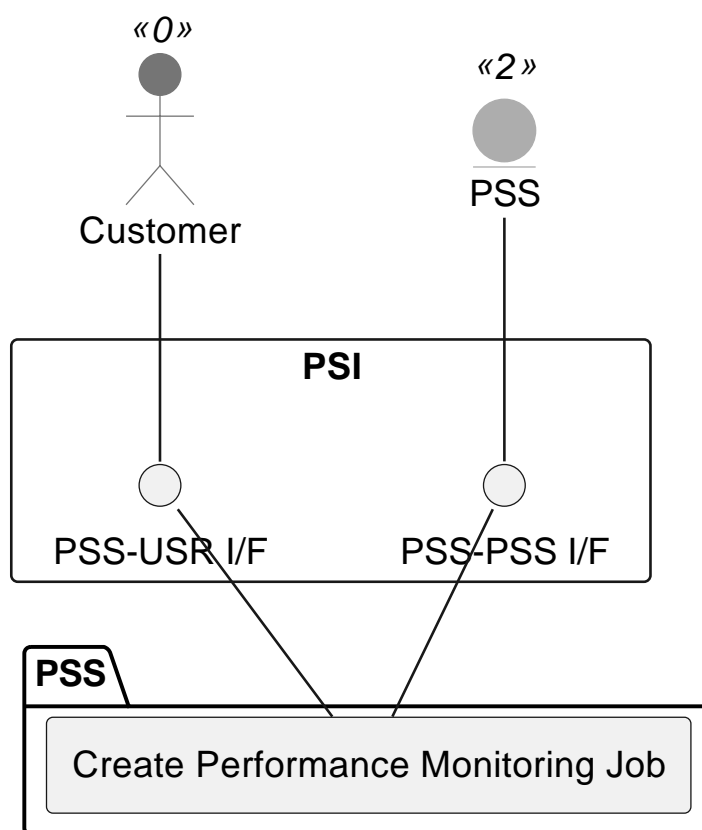 «0»
«2»
Customer
PSS
PSI
PSS-USR I/F
PSS-PSS I/F
PSS
Create Performance Monitoring Job